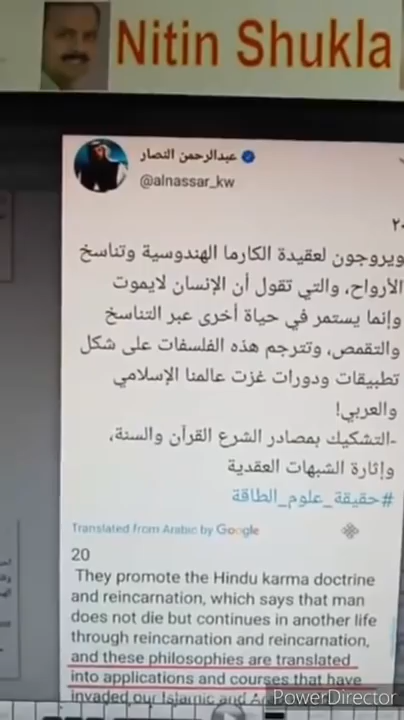 Nitin Shukla
عبدالرحمن النصار
@alnassar_kw
٢٠
ويروجون لعقيدة الكارما الهندوسية وتناسخ
الأرواح، والتي تقول أن الإنسان لايموت
وإنما يستمر في حياة أخرى عبر التناسخ
والتقمص، وتترجم هذه الفلسفات على شكل
تطبيقات ودورات غزت عالمنا الإسلامي
والعربي!
-التشكيك بمصادر الشرع القرآن والسنة،
وإثارة الشبهات العقدية
#حقيقة_علوم_الطاقة
Translated from Arabic by Google
20
They promote the Hindu karma doctrine
and reincarnation, which says that man
does not die but continues in another life
through reincarnation and reincarnation,
and these philosophies are translated
into applications and courses that have
invaded our Islamic and
PowerDirector